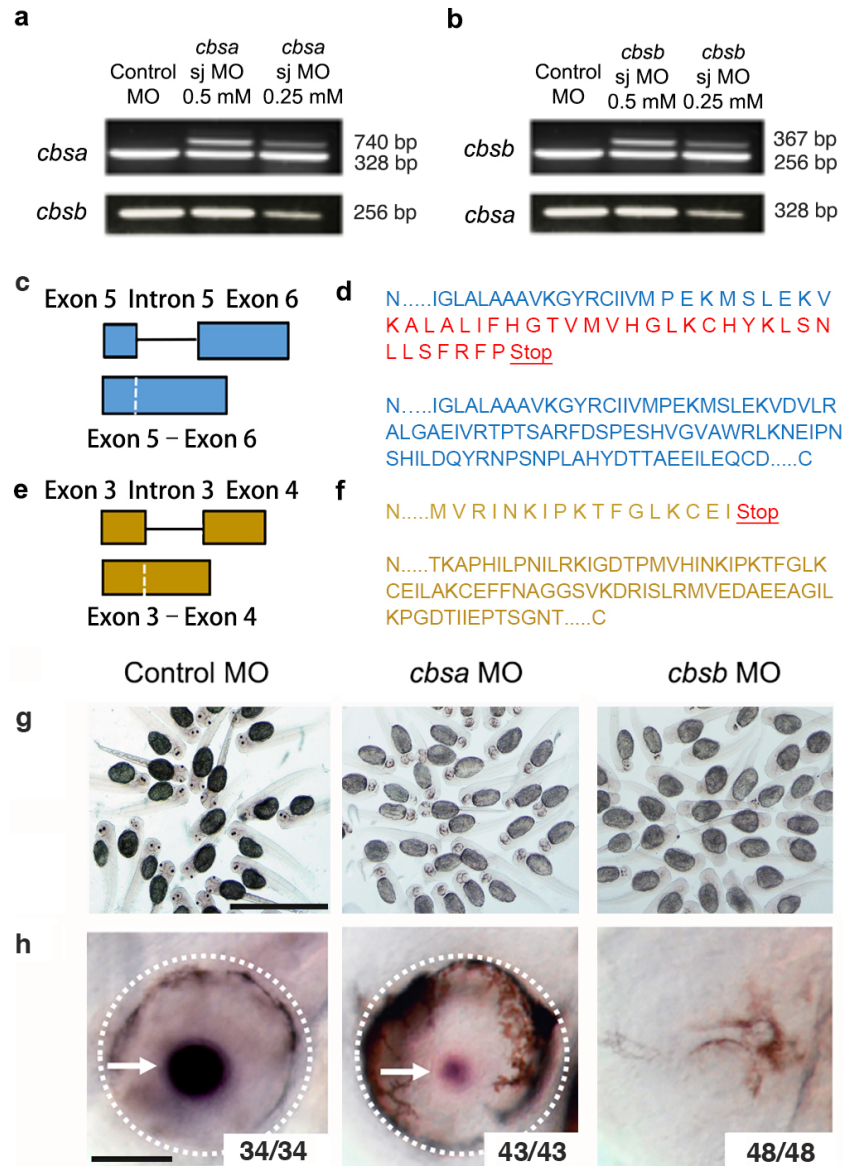 a
Control
MO
cbsa
sj MO
0.5 mM
cbsa
sj MO
0.25 mM
cbsa
740 bp
328 bp
cbsb
256 bp
b
Control
MO
cbsb
sj MO
0.5 mM
cbsb
sj MO
0.25 mM
cbsb
367 bp
256 bp
cbsa
328 bp
c
Exon 5 Intron 5 Exon 6
Exon 5 – Exon 6
d
N.....IGLALAAAVKGYRCIIVM P E K M S L E K V
K A L A L I F H G T V M V H G L K C H Y K L S N
L L S F R F P Stop
N.....IGLALAAAVKGYRCIIVMPEKMSLEKVDVLR
ALGAEIVRTPTSARFDSPESHVGVAWRLKNEIPN
SHILDQYRNPSNPLAHYDTTAEEILEQCD.....C
e
Exon 3 Intron 3 Exon 4
Exon 3 – Exon 4
f
N.....M V R I N K I P K T F G L K C E I Stop
N.....TKAPHILPNILRKIGDTPMVHINKIPKTFGLK
CEILAKCEFFNAGGSVKDRISLRMVEDAEEAGIL
KPGDTIIEPTSGNT.....C
Control MO
cbsa MO
cbsb MO
g
h
34/34
43/43
48/48